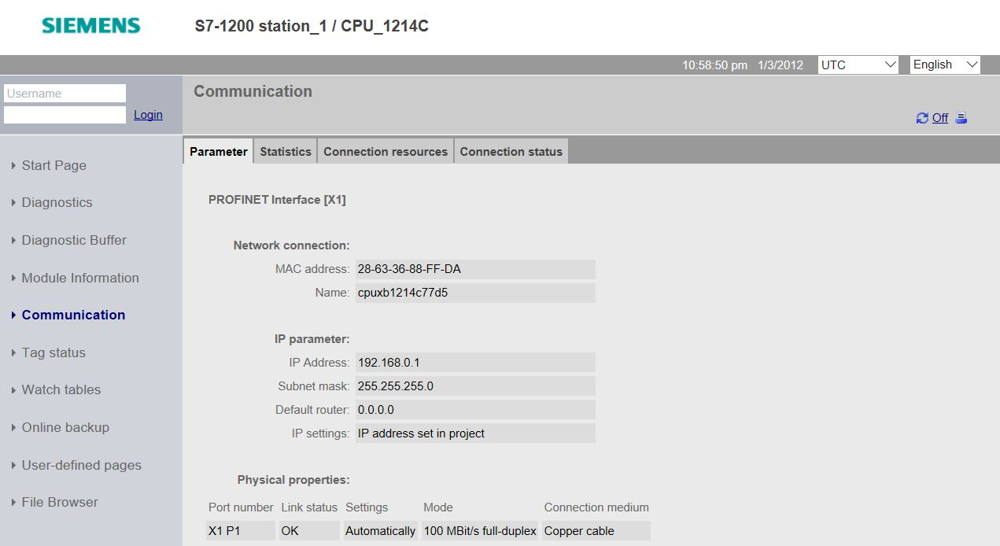 SIEMENS
S7-1200 station_1 / CPU_1214C
10:58:50 pm 1/3/2012 UTC English
Username
Login
Communication
Off
Start Page
Diagnostics
Diagnostic Buffer
Module Information
Communication
Tag status
Watch tables
Online backup
User-defined pages
File Browser
Parameter Statistics Connection resources Connection status
PROFINET Interface [X1]
Network connection:
MAC address: 28-63-36-88-FF-DA
Name: cpuxb1214c77d5
IP parameter:
IP Address: 192.168.0.1
Subnet mask: 255.255.255.0
Default router: 0.0.0.0
IP settings: IP address set in project
Physical properties:
Port number Link status Settings Mode Connection medium
X1 P1 OK Automatically 100 MBit/s full-duplex Copper cable